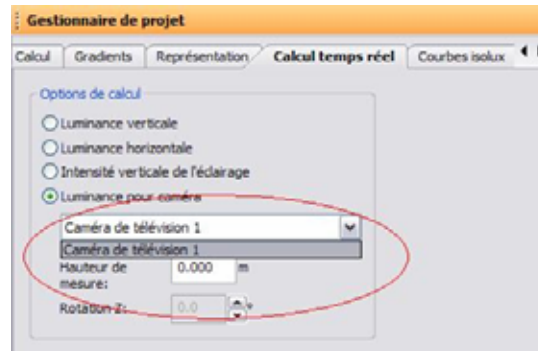 Gestionnaire de projet
Calcul Gradients Représentation Calcul temps réel Courbes isolux
Options de calcul
Luminance verticale
Luminance horizontale
Intensité verticale de l'éclairage
Luminance pour caméra
Caméra de télévision 1
Caméra de télévision 1
Hauteur de mesure: 0.000 m
Rotation Z: 0.0 °